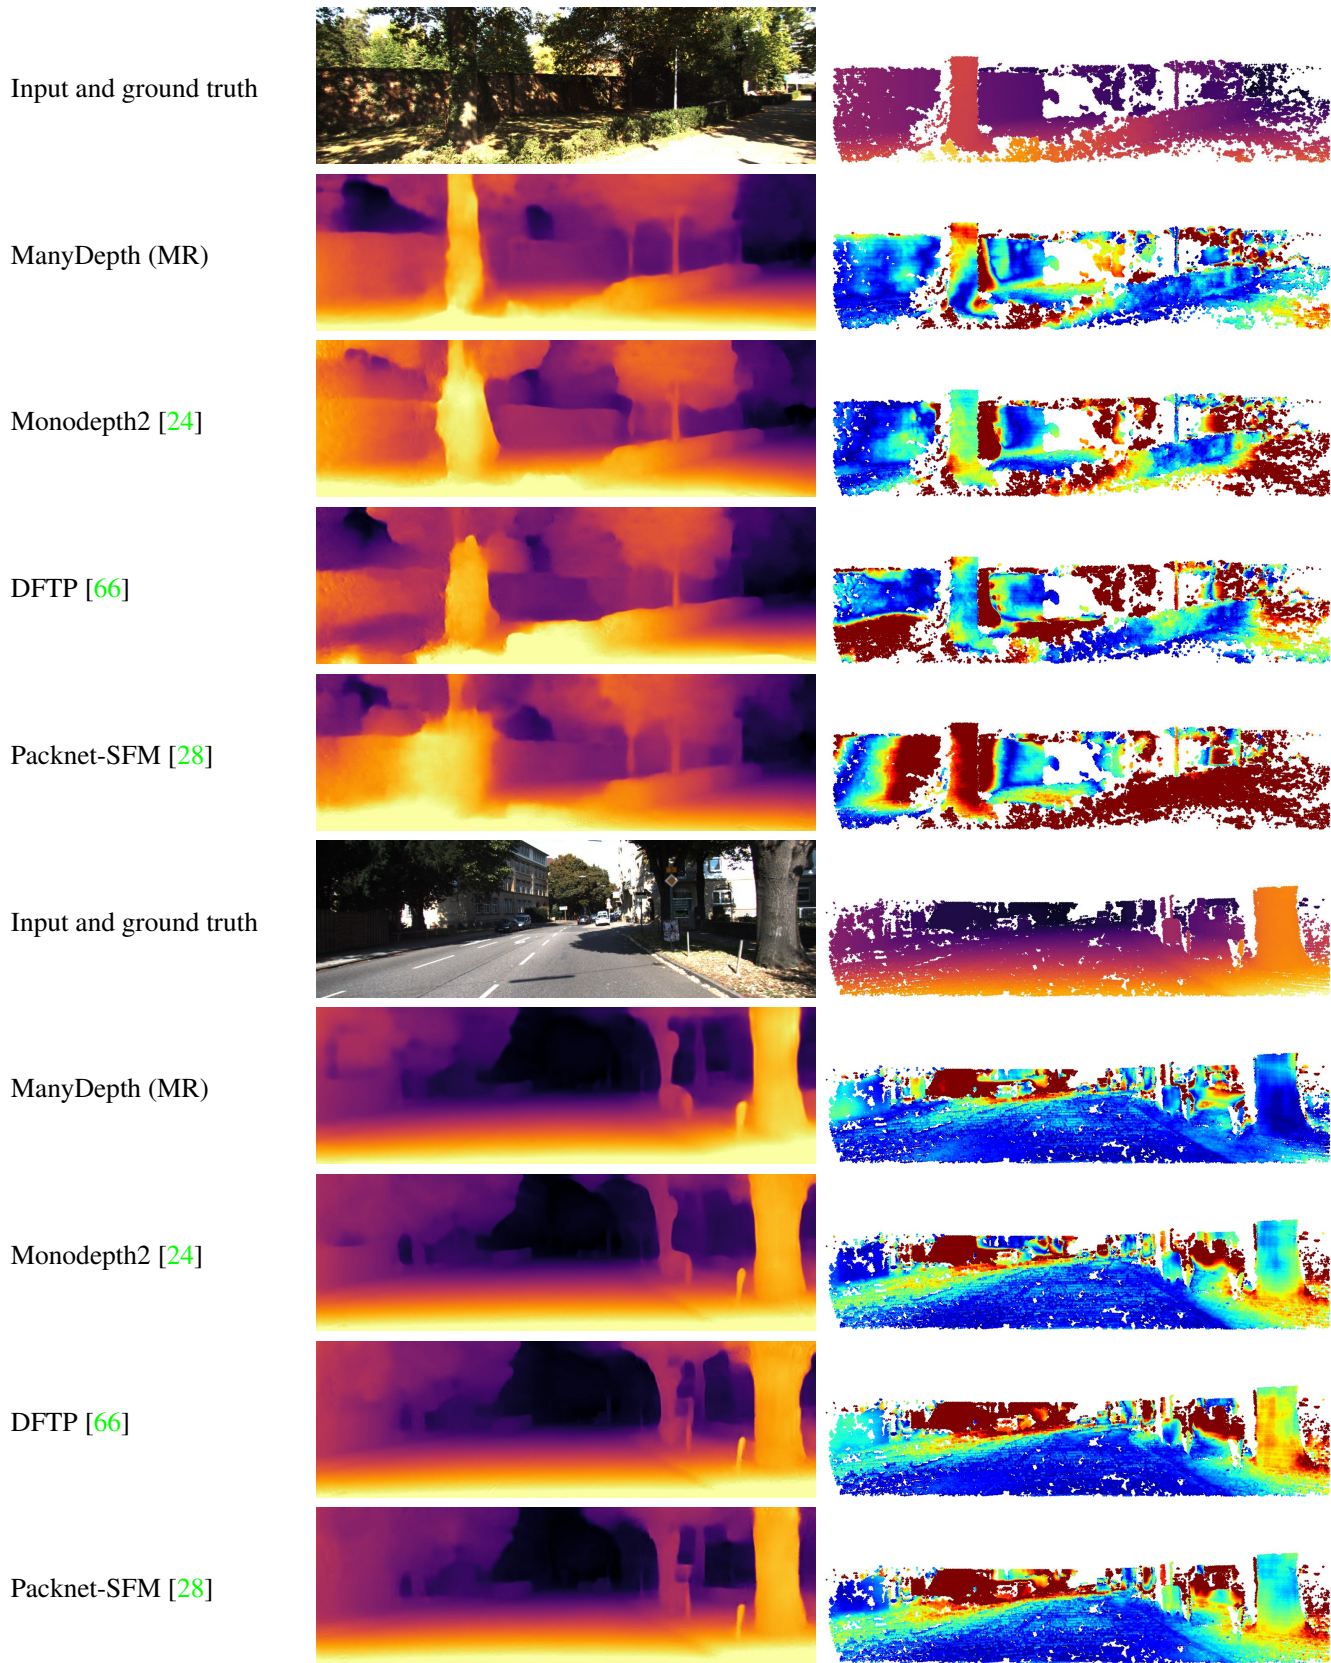 Input and ground truth
ManyDepth (MR)
Monodepth2 [24]
DFTP [66]
Packnet-SFM [28]
Input and ground truth
ManyDepth (MR)
Monodepth2 [24]
DFTP [66]
Packnet-SFM [28]